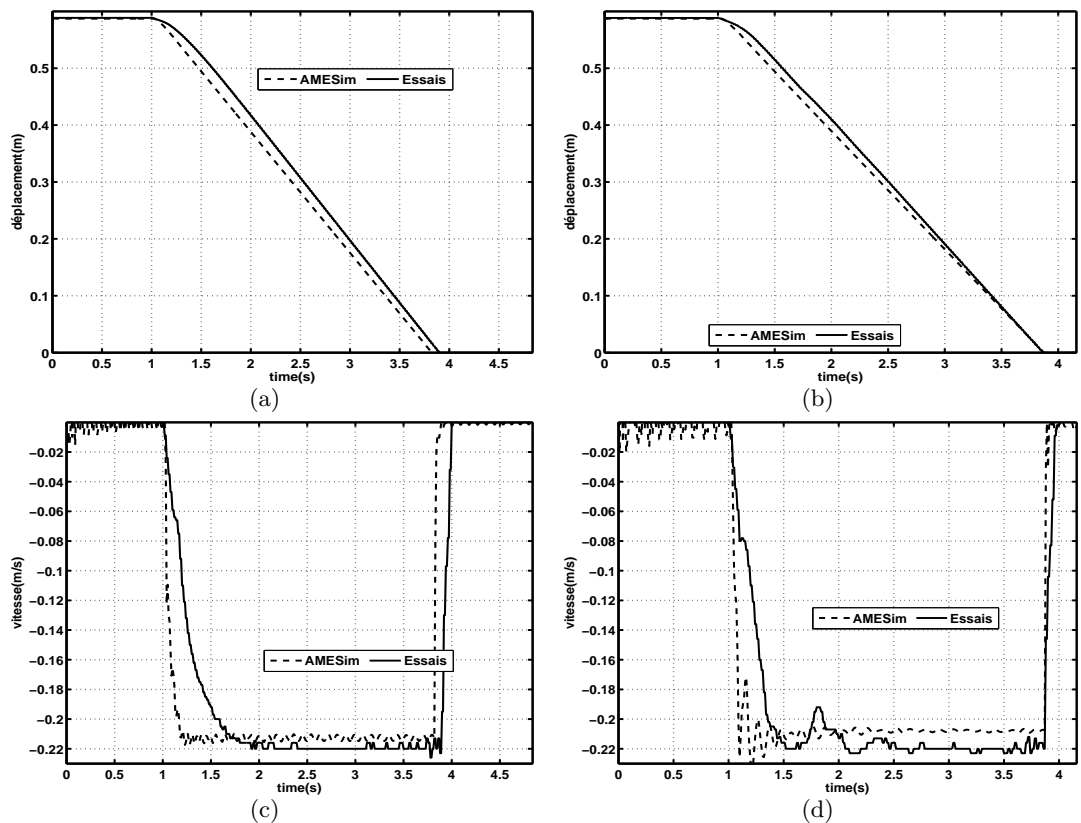 0.5
0.4
0.3
0.2
0.1
0
déplacement(m)
AMESim Essais
0 0.5 1 1.5 2 2.5 3 3.5 4 4.5
time(s)
(a)
0.5
0.4
0.3
0.2
0.1
0
déplacement(m)
AMESim Essais
0 0.5 1 1.5 2 2.5 3 3.5 4
time(s)
(b)
−0.02
−0.04
−0.06
−0.08
−0.1
−0.12
−0.14
−0.16
−0.18
−0.2
−0.22
vitesse(m/s)
AMESim Essais
0 0.5 1 1.5 2 2.5 3 3.5 4 4.5
time(s)
(c)
−0.02
−0.04
−0.06
−0.08
−0.1
−0.12
−0.14
−0.16
−0.18
−0.2
−0.22
vitesse(m/s)
AMESim Essais
0 0.5 1 1.5 2 2.5 3 3.5 4
time(s)
(d)